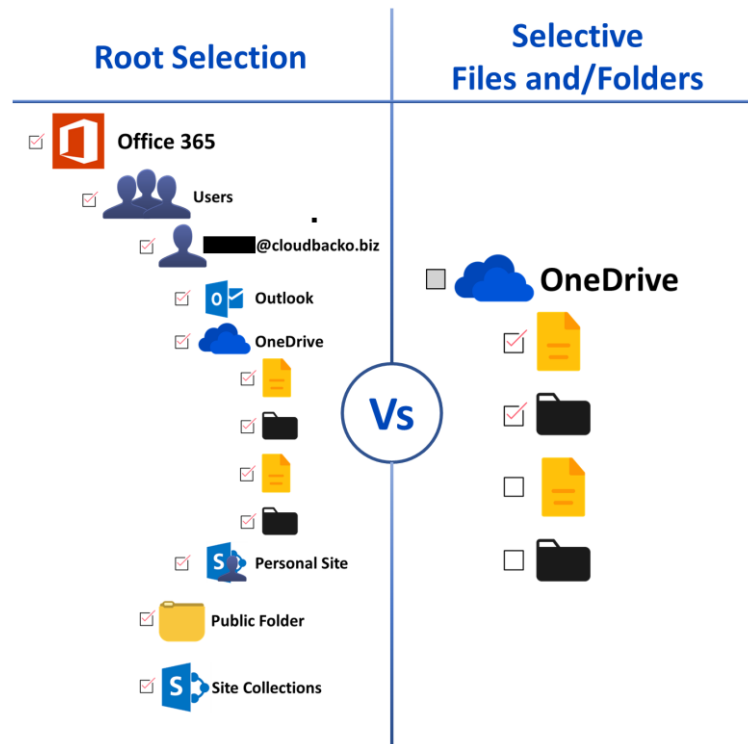 Root Selection
Selective
Files and/Folders
Office 365
Users
@cloudbacko.biz
Outlook
OneDrive
Personal Site
Public Folder
Site Collections
Vs
OneDrive